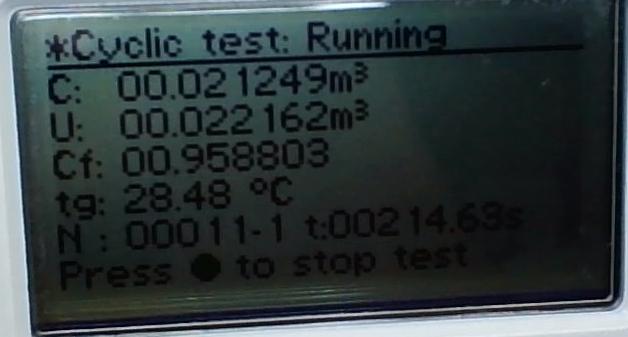 *Cyclic test: Running
C: 00.021249m³
U: 00.022162m³
Cf: 00.958803
tg: 28.48 ºC
N : 00011-1 t:00214.63s
Press ● to stop test